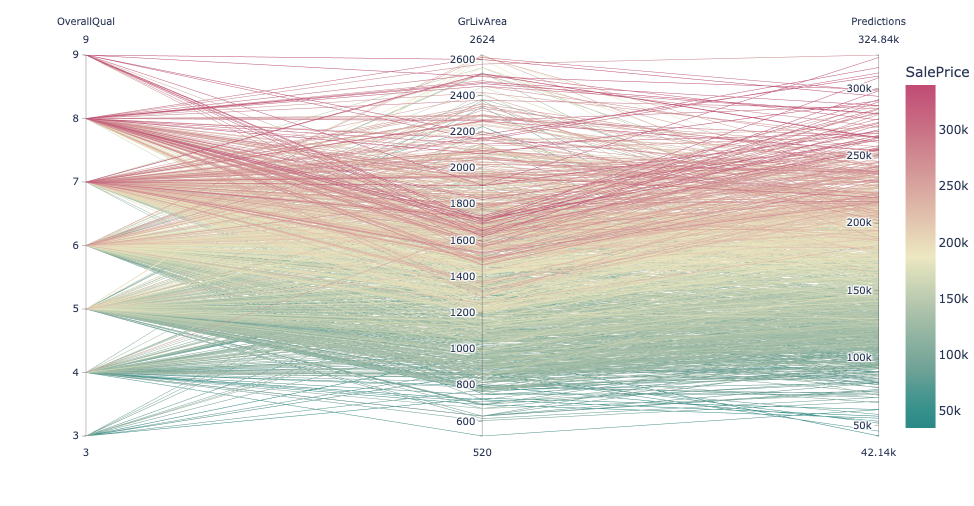 OverallQual
9
9
8
7
6
5
4
3
3
GrLivArea
2624
2600
2400
2200
2000
1800
1600
1400
1200
1000
800
600
520
Predictions
324.84k
300k
250k
200k
150k
100k
50k
42.14k
SalePrice
300k
250k
200k
150k
100k
50k